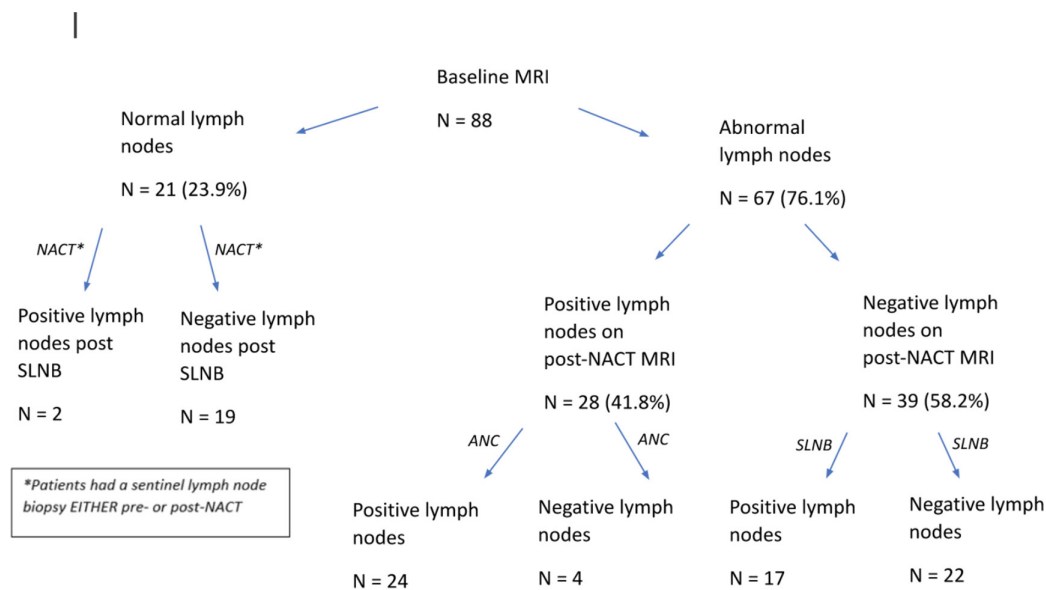 Baseline MRI
N = 88
Normal lymph
nodes
N = 21 (23.9%)
Abnormal
lymph nodes
N = 67 (76.1%)
NACT*
NACT*
Positive lymph
nodes post
SLNB
N = 2
Negative lymph
nodes post
SLNB
N = 19
Positive lymph
nodes on
post-NACT MRI
N = 28 (41.8%)
Negative lymph
nodes on
post-NACT MRI
N = 39 (58.2%)
ANC
ANC
SLNB
SLNB
*Patients had a sentinel lymph node
biopsy EITHER pre- or post-NACT
Positive lymph
nodes
N = 24
Negative lymph
nodes
N = 4
Positive lymph
nodes
N = 17
Negative lymph
nodes
N = 22